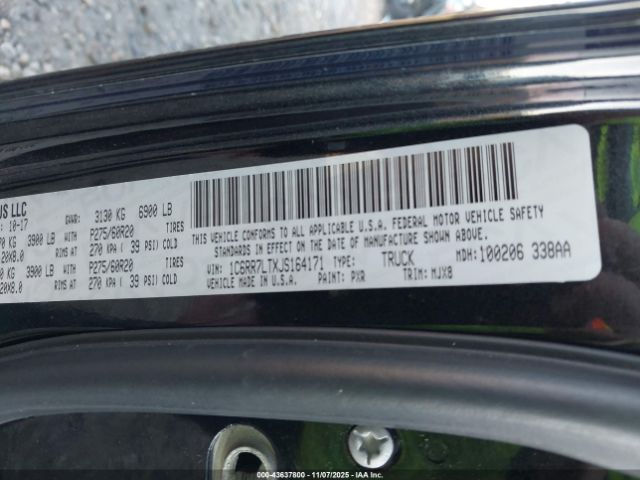 US LLC
: 10-17 GVWR: 3130 KG 6900 LB
70 KG 3900 LB WITH P275/60R20 TIRES
20X8.0 RIMS AT 270 KPA ( 39 PSI) COLD
0 KG 3900 LB WITH P275/60R20 TIRES
20X8.0 RIMS AT 270 KPA ( 39 PSI) COLD
THIS VEHICLE CONFORMS TO ALL APPLICABLE U.S.A. FEDERAL MOTOR VEHICLE SAFETY
STANDARDS IN EFFECT ON THE DATE OF MANUFACTURE SHOWN ABOVE.
VIN: 1C6RR7LTXJS164171 TYPE: TRUCK MDH: 100206 338AA
VEHICLE MADE IN U.S.A. PAINT: PXR TRIM: MJX8
000-43637800 - 11/07/2025 - IAAI.COM